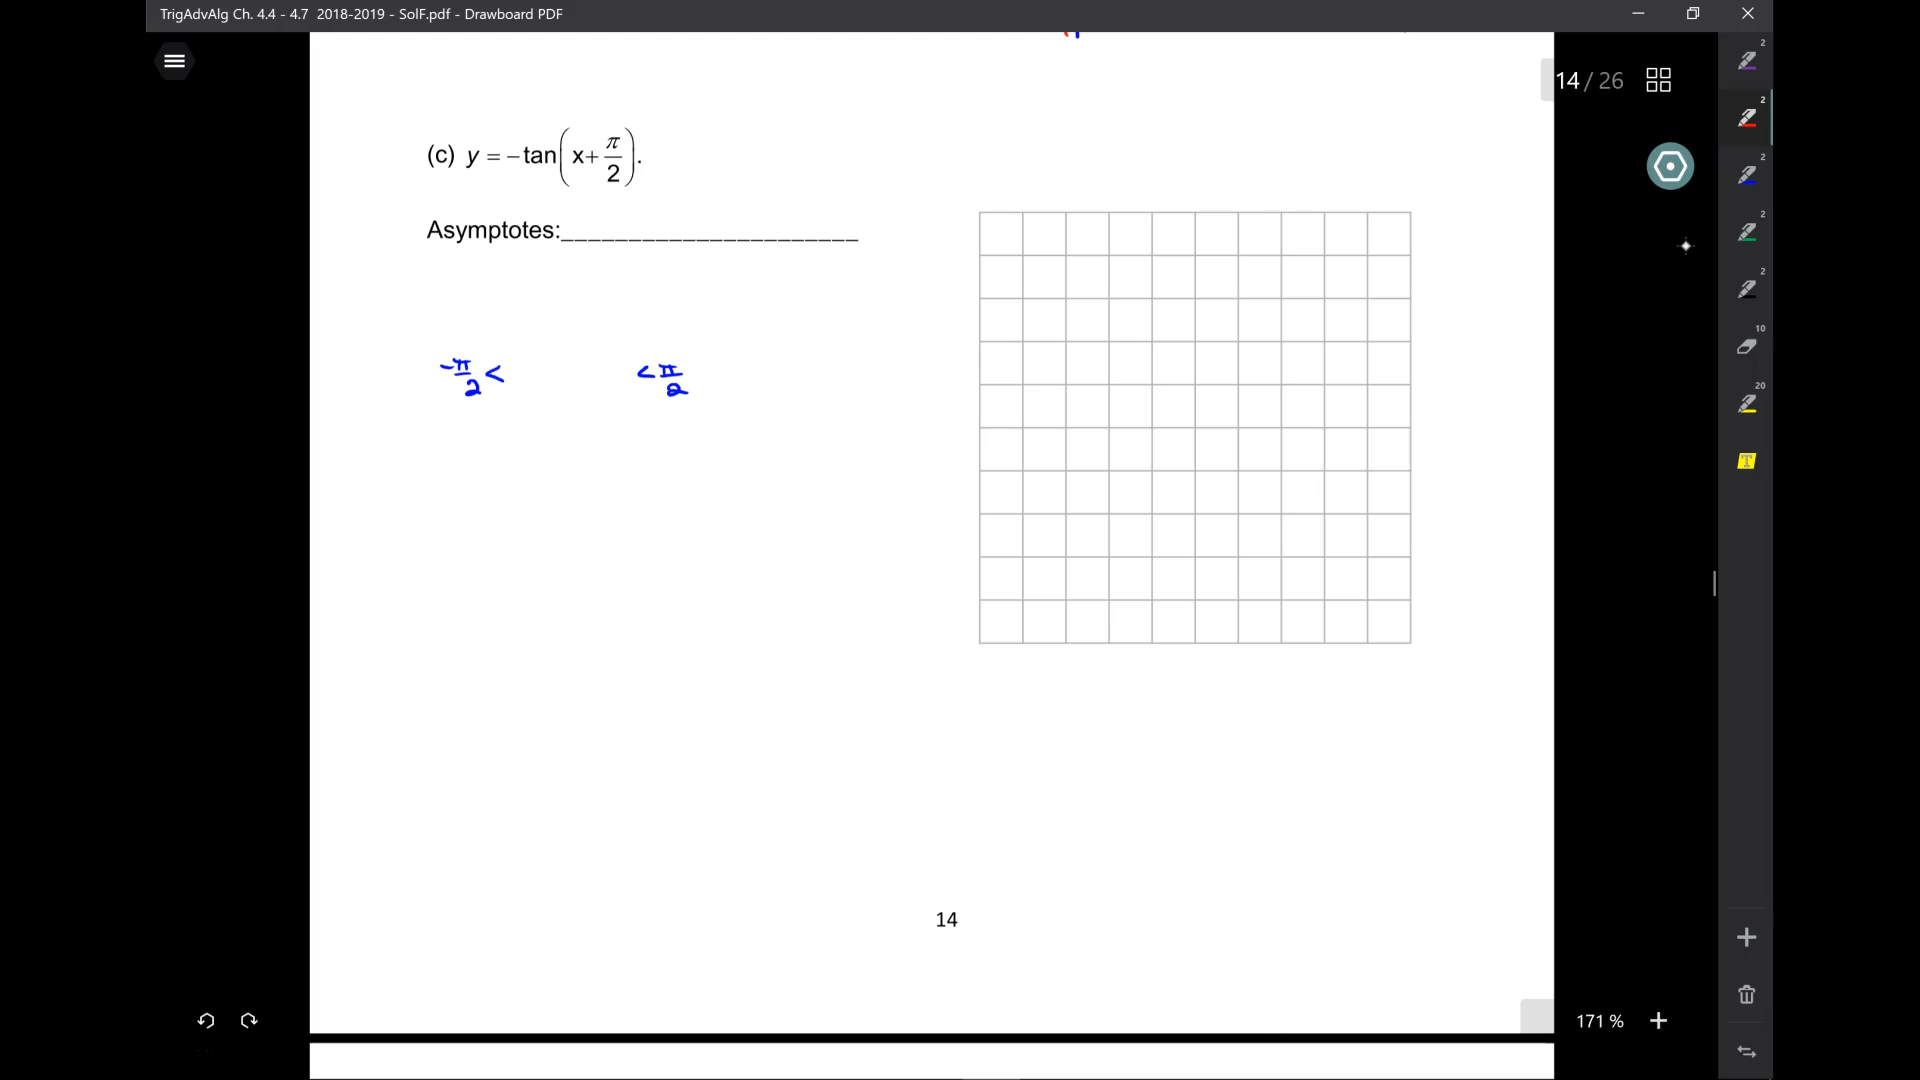 TrigAdvAlg Ch. 4.4 - 4.7 2018-2019 - SolF.pdf - Drawboard PDF
14 / 26
(c) y = −tan(x+π/2).
Asymptotes:______________________
-π/2 < < π/2
14
171 %
2
2
2
2
2
10
20
T